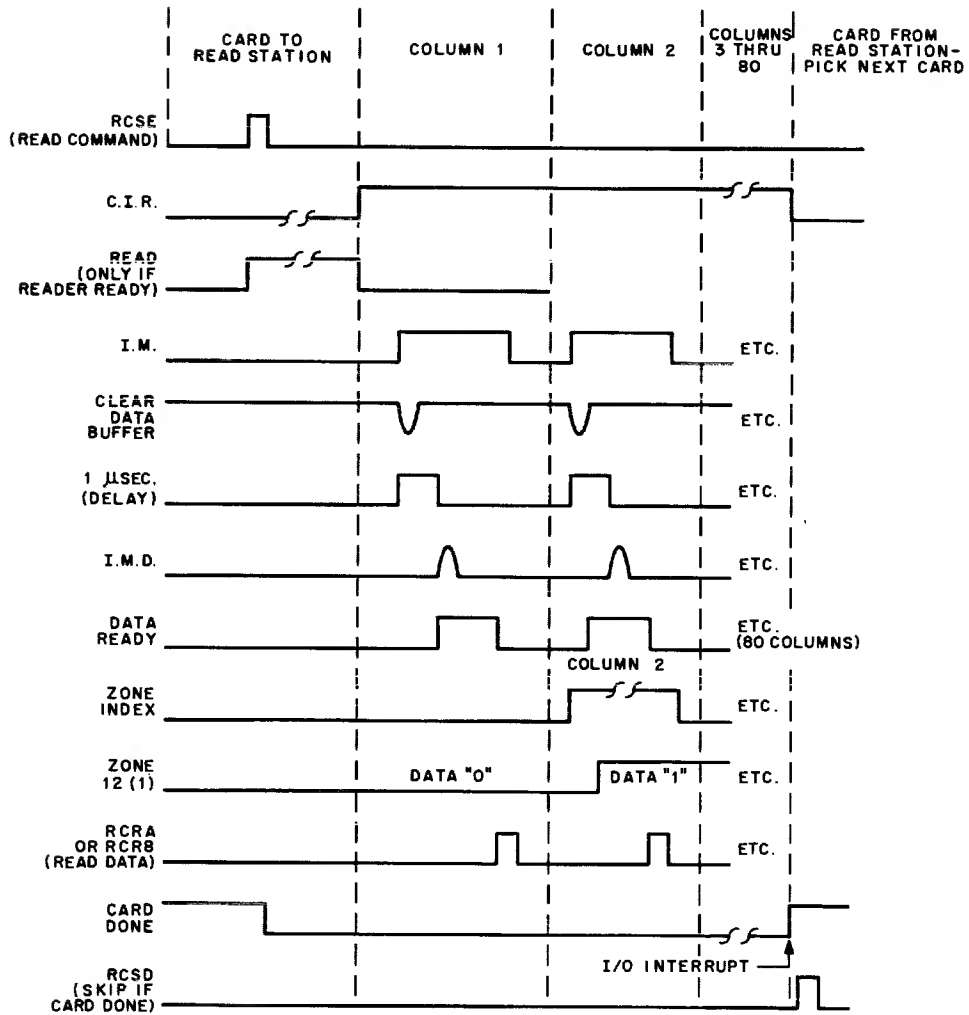 CARD TO
READ STATION
COLUMN 1
COLUMN 2
COLUMNS
3 THRU
80
CARD FROM
READ STATION-
PICK NEXT CARD
RCSE
(READ COMMAND)
C.I.R.
READ
(ONLY IF
READER READY)
I.M.
ETC.
CLEAR
DATA
BUFFER
ETC.
1 µSEC.
(DELAY)
ETC.
I.M.D.
ETC.
DATA
READY
ETC.
(80 COLUMNS)
COLUMN 2
ZONE
INDEX
ETC.
ZONE
12 (1)
DATA "0"
DATA "1"
ETC.
RCRA
OR RCRB
(READ DATA)
ETC.
CARD
DONE
I/O INTERRUPT
RCSD
(SKIP IF
CARD DONE)